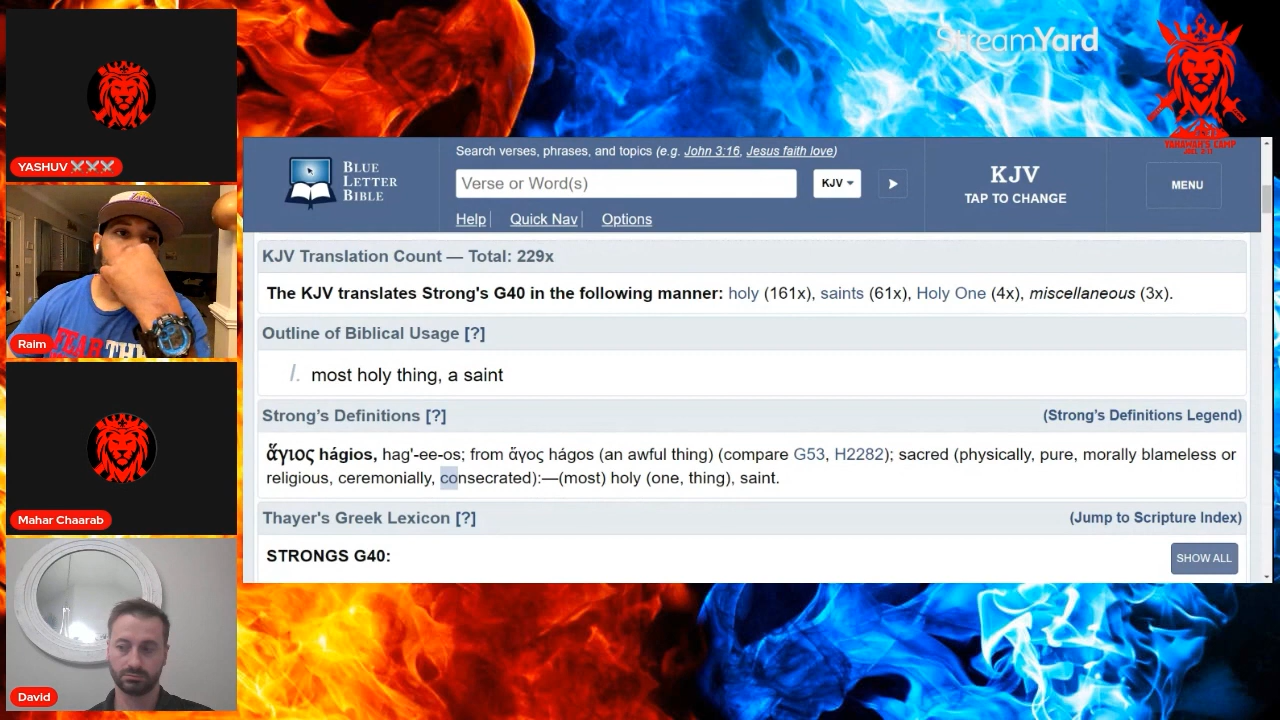 StreamYard
YAHAWAH'S CAMP
YASHUV ⚔️⚔️⚔️
Raim
Mahar Chaarab
David
BLUE
LETTER
BIBLE
Search verses, phrases, and topics (e.g. John 3:16, Jesus faith love)
Verse or Word(s)
KJV
Help Quick Nav Options
KJV
TAP TO CHANGE
MENU
KJV Translation Count — Total: 229x
The KJV translates Strong's G40 in the following manner: holy (161x), saints (61x), Holy One (4x), miscellaneous (3x).
Outline of Biblical Usage [?]
I. most holy thing, a saint
Strong’s Definitions [?] (Strong’s Definitions Legend)
ἅγιος hágios, hag'-ee-os; from ἅγος hágos (an awful thing) (compare G53, H2282); sacred (physically, pure, morally blameless or
religious, ceremonially, consecrated):—(most) holy (one, thing), saint.
Thayer's Greek Lexicon [?] (Jump to Scripture Index)
STRONGS G40:
SHOW ALL